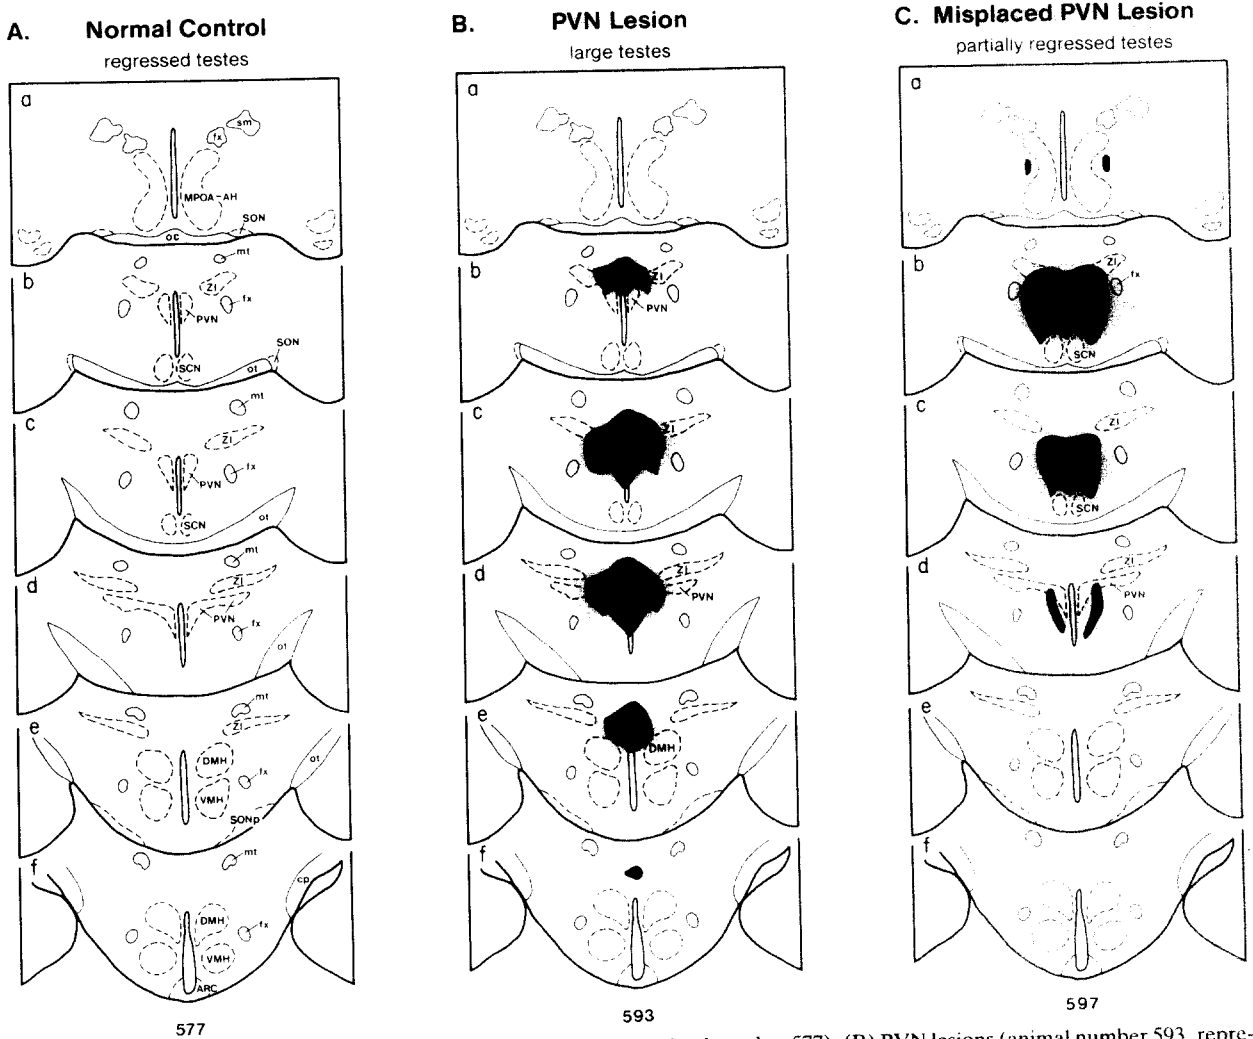 A. Normal Control
regressed testes
a
sm
fx
MPOA-AH
SON
oc
mt
b
ZI
fx
PVN
SON
SCN
ot
mt
c
ZI
fx
PVN
SCN
ot
mt
d
ZI
PVN
fx
ot
mt
e
ZI
DMH
ot
fx
VMH
SONp
mt
f
cp
DMH
fx
VMH
ARC
577
B. PVN Lesion
large testes
a
b
ZI
PVN
c
ZI
d
ZI
PVN
e
DMH
f
593
C. Misplaced PVN Lesion
partially regressed testes
a
b
ZI
fx
SCN
c
ZI
SCN
d
ZI
PVN
e
f
597
577). (B) PVN lesions (animal number 593, repre-